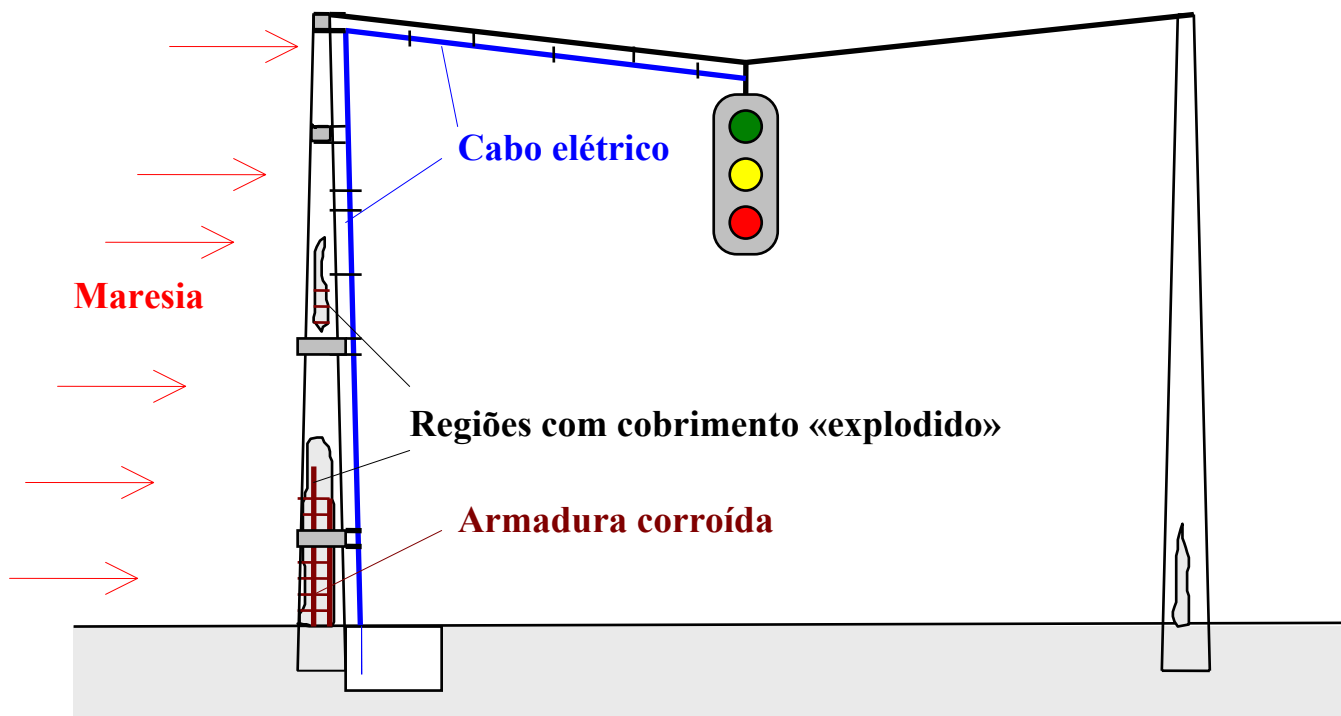 Cabo elétrico
Maresia
Regiões com cobrimento «explodido»
Armadura corroída